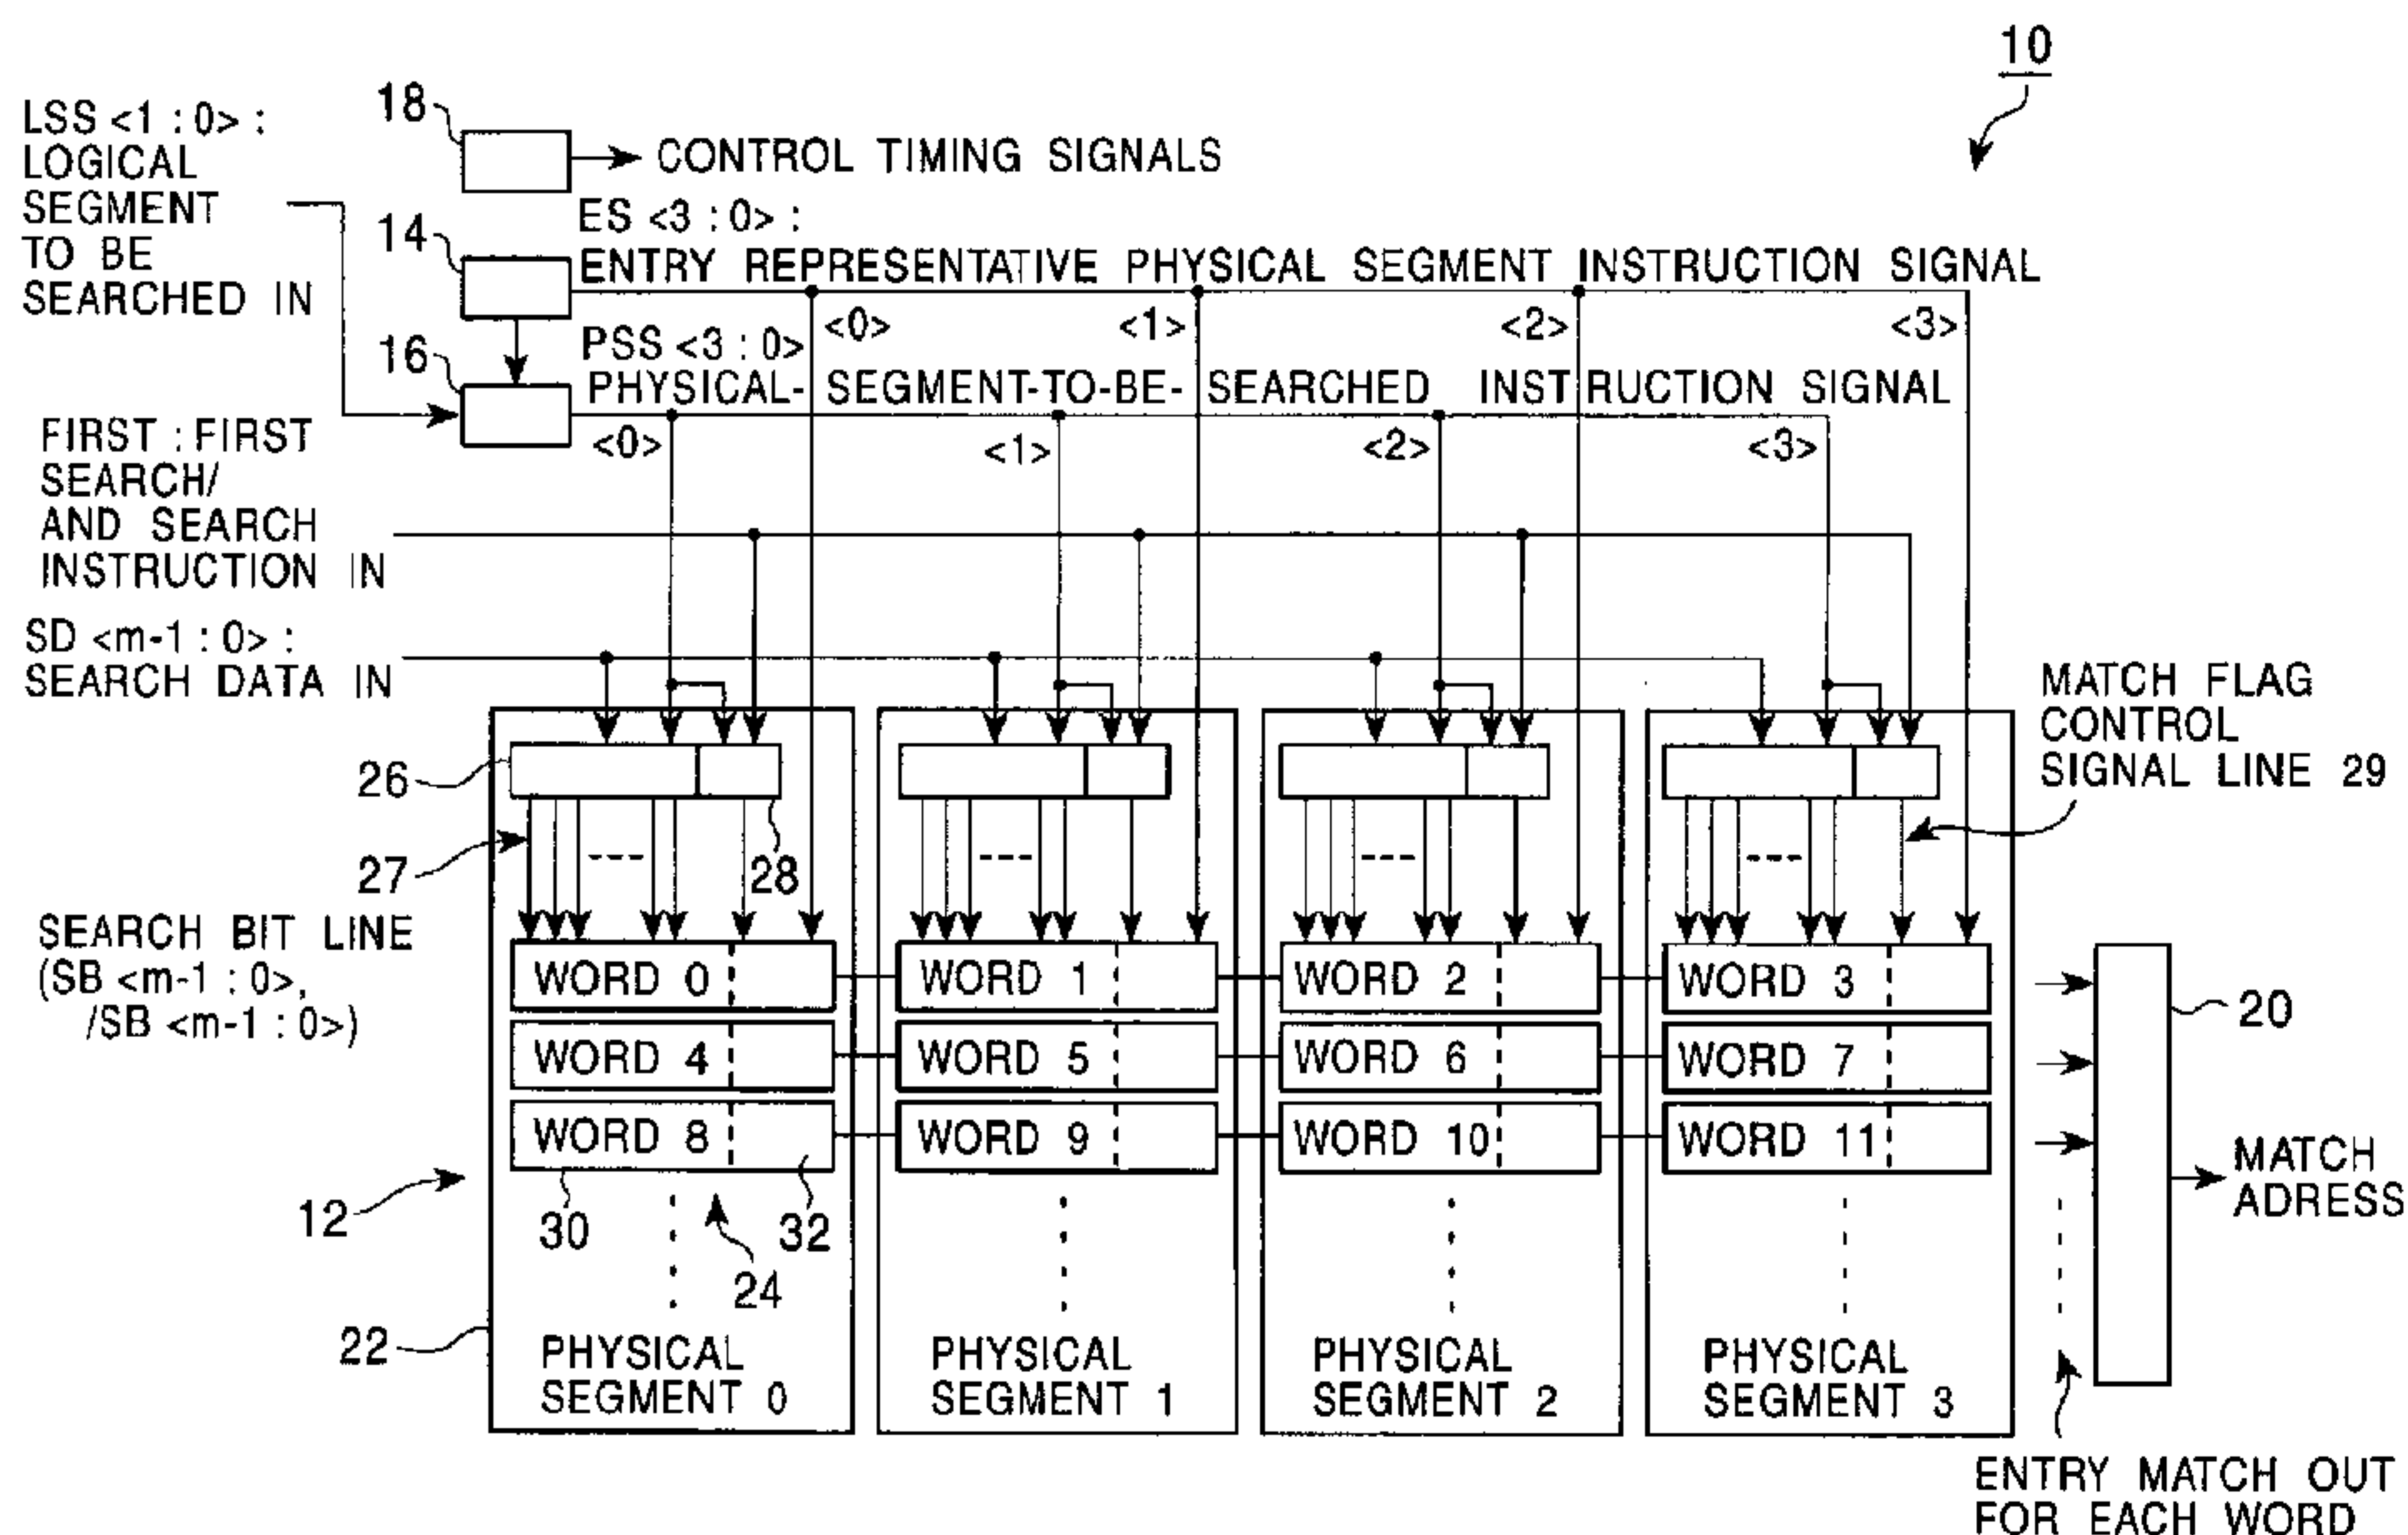 10
LSS <1 : 0> :
LOGICAL
SEGMENT
TO BE
SEARCHED IN
18
CONTROL TIMING SIGNALS
ES <3 : 0> :
14
ENTRY REPRESENTATIVE PHYSICAL SEGMENT INSTRUCTION SIGNAL
<0> <1> <2> <3>
16
PSS <3 : 0>
PHYSICAL- SEGMENT-TO-BE- SEARCHED INSTRUCTION SIGNAL
<0> <1> <2> <3>
FIRST : FIRST
SEARCH/
AND SEARCH
INSTRUCTION IN
SD <m-1 : 0> :
SEARCH DATA IN
MATCH FLAG
CONTROL
SIGNAL LINE 29
26
27
28
SEARCH BIT LINE
(SB <m-1 : 0>,
/SB <m-1 : 0>)
WORD 0 WORD 1 WORD 2 WORD 3
WORD 4 WORD 5 WORD 6 WORD 7
WORD 8 WORD 9 WORD 10 WORD 11
20
MATCH
ADRESS
12
30
32
24
22
PHYSICAL
SEGMENT 0
PHYSICAL
SEGMENT 1
PHYSICAL
SEGMENT 2
PHYSICAL
SEGMENT 3
ENTRY MATCH OUT
FOR EACH WORD